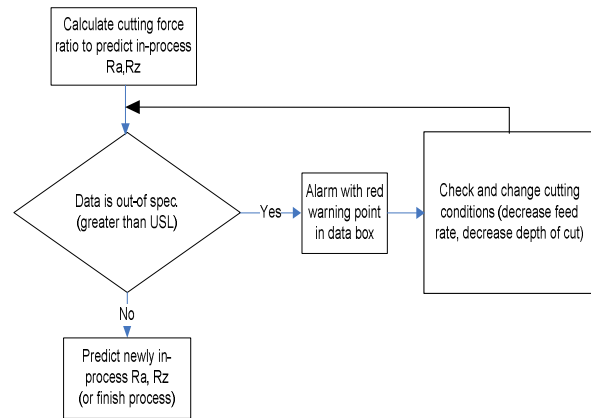 Calculate cutting force
ratio to predict in-process
Ra,Rz
Data is out-of spec.
(greater than USL)
Yes
Alarm with red
warning point
in data box
Check and change cutting
conditions (decrease feed
rate, decrease depth of cut)
No
Predict newly in-
process Ra, Rz
(or finish process)